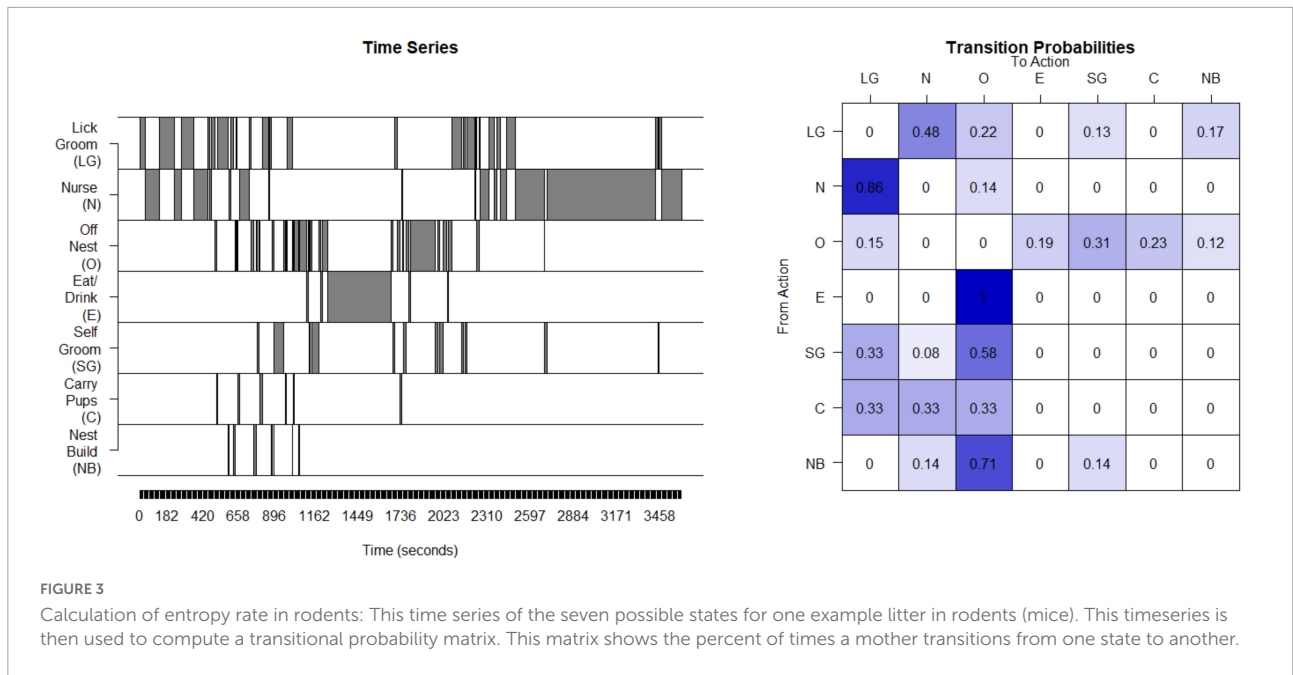 Time Series
Lick
Groom
(LG)
Nurse
(N)
Off
Nest
(O)
Eat/
Drink
(E)
Self
Groom
(SG)
Carry
Pups
(C)
Nest
Build
(NB)
0 182 420 658 896 1162 1449 1736 2023 2310 2597 2884 3171 3458
Time (seconds)
Transition Probabilities
To Action
LG N O E SG C NB
From Action
LG 0 0.48 0.22 0 0.13 0 0.17
N 0.86 0 0.14 0 0 0 0
O 0.15 0 0 0.19 0.31 0.23 0.12
E 0 0 1 0 0 0 0
SG 0.33 0.08 0.58 0 0 0 0
C 0.33 0.33 0.33 0 0 0 0
NB 0 0.14 0.71 0 0.14 0 0
FIGURE 3
Calculation of entropy rate in rodents: This time series of the seven possible states for one example litter in rodents (mice). This timeseries is
then used to compute a transitional probability matrix. This matrix shows the percent of times a mother transitions from one state to another.